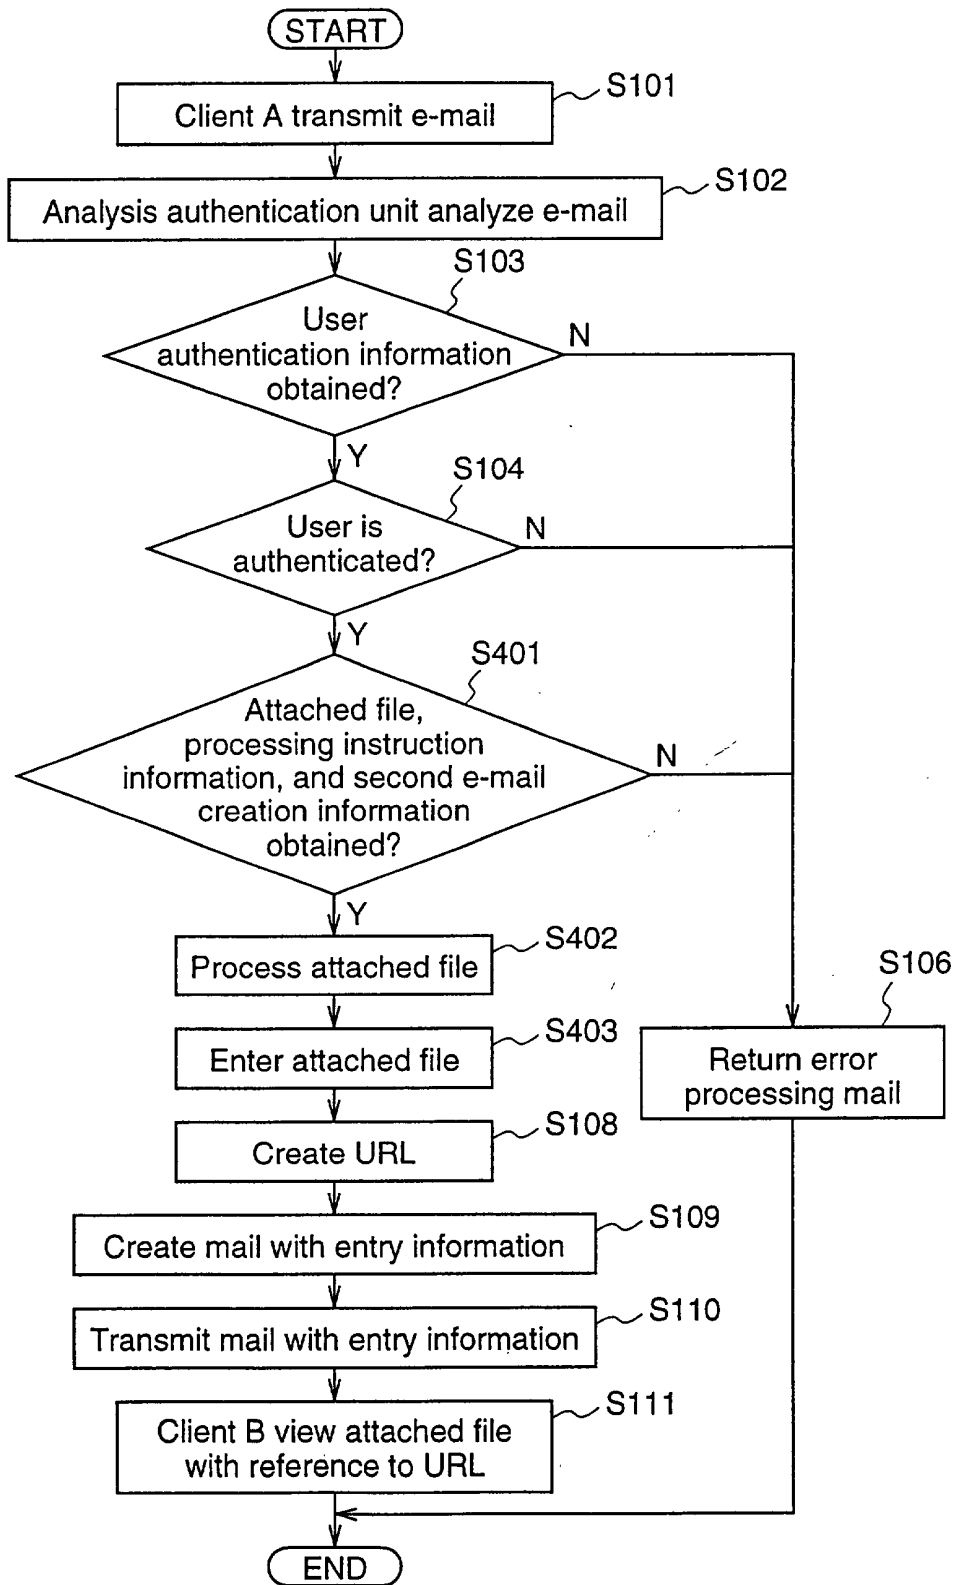 START
S101
Client A transmit e-mail
S102
Analysis authentication unit analyze e-mail
S103
User
authentication information
obtained?
N
Y
S104
User is
authenticated?
N
Y
S401
Attached file,
processing instruction
information, and second e-mail
creation information
obtained?
N
Y
S402
Process attached file
S403
Enter attached file
S106
Return error
processing mail
S108
Create URL
S109
Create mail with entry information
S110
Transmit mail with entry information
S111
Client B view attached file
with reference to URL
END